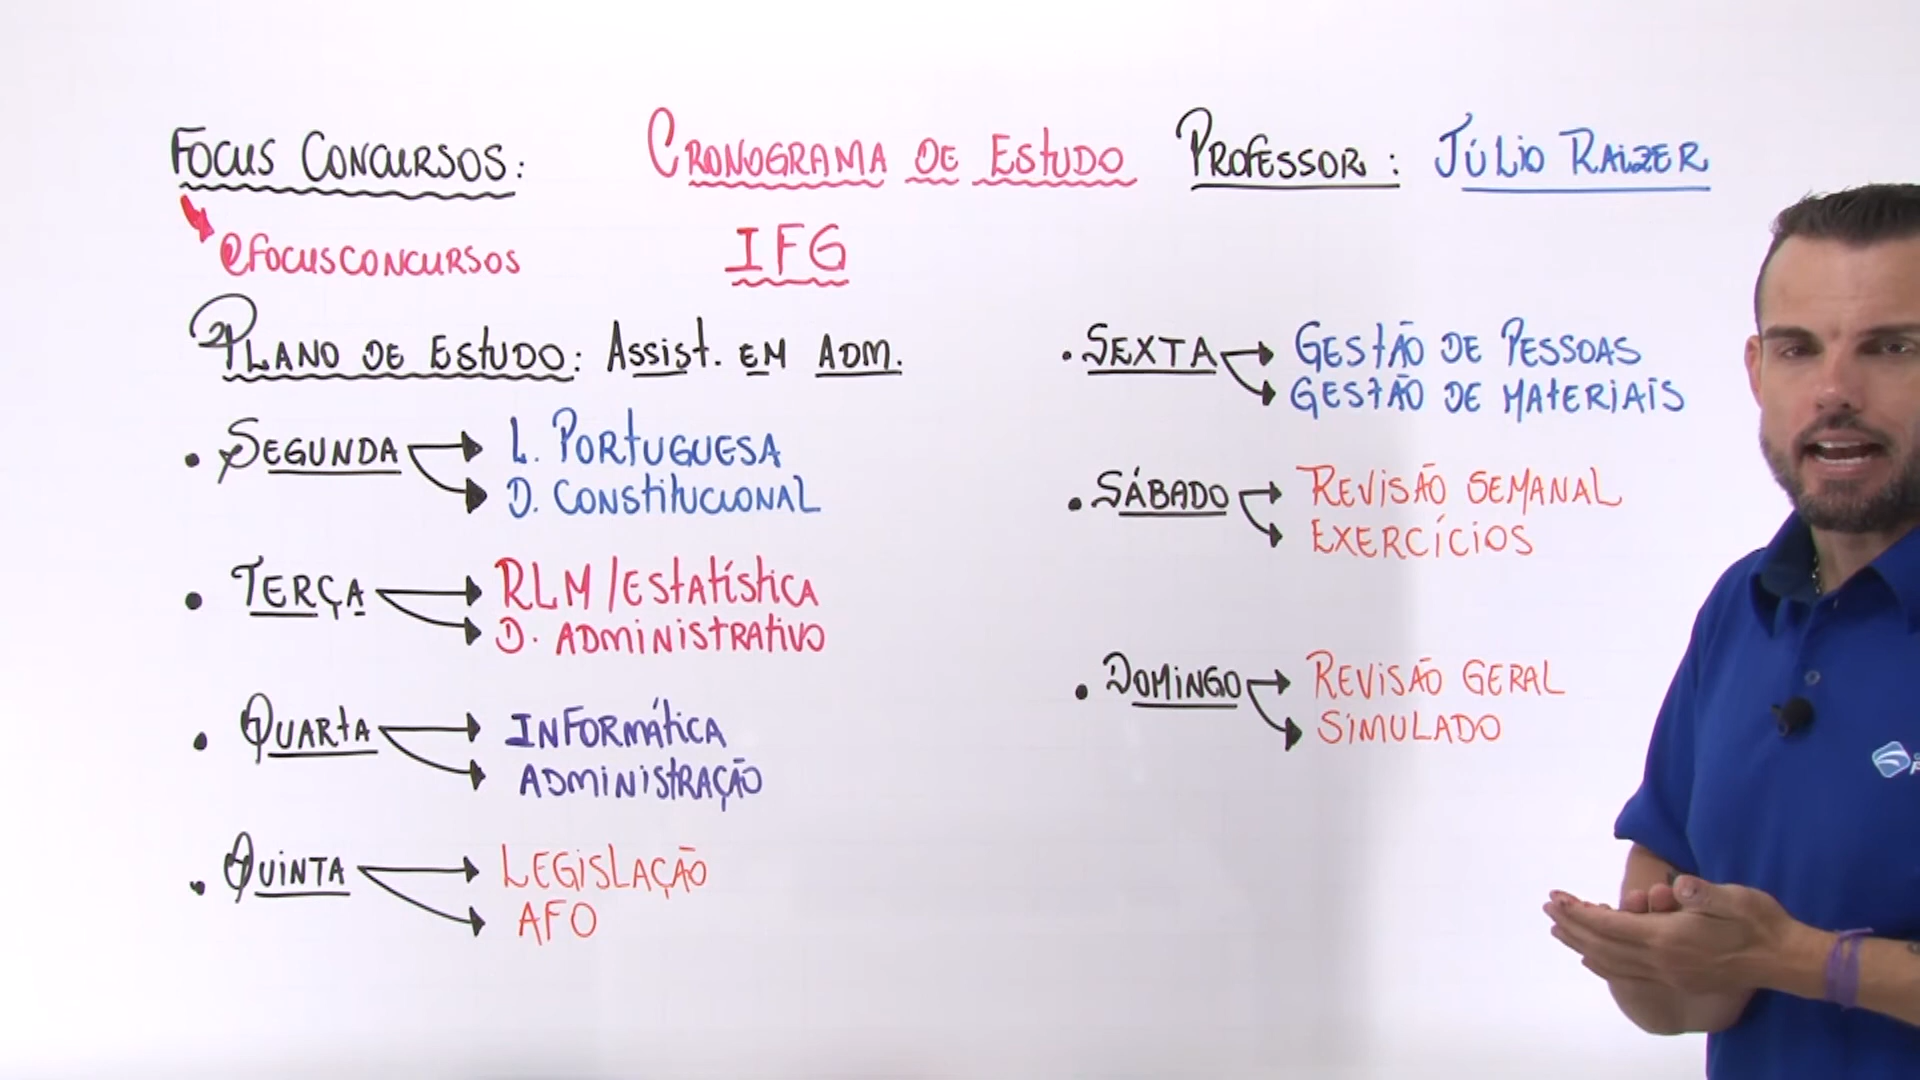 FOCUS CONCURSOS:
@FOCUSCONCURSOS
CRONOGRAMA DE ESTUDO
IFG
PROFESSOR: JÚLIO RAIZER
PLANO DE ESTUDO: ASSIST. EM ADM.
• SEGUNDA → L. PORTUGUESA
→ D. CONSTITUCIONAL
• TERÇA → RLM/ESTATÍSTICA
→ D. ADMINISTRATIVO
• QUARTA → INFORMÁTICA
→ ADMINISTRAÇÃO
• QUINTA → LEGISLAÇÃO
→ AFO
• SEXTA → GESTÃO DE PESSOAS
→ GESTÃO DE MATERIAIS
• SÁBADO → REVISÃO SEMANAL
→ EXERCÍCIOS
• DOMINGO → REVISÃO GERAL
→ SIMULADO